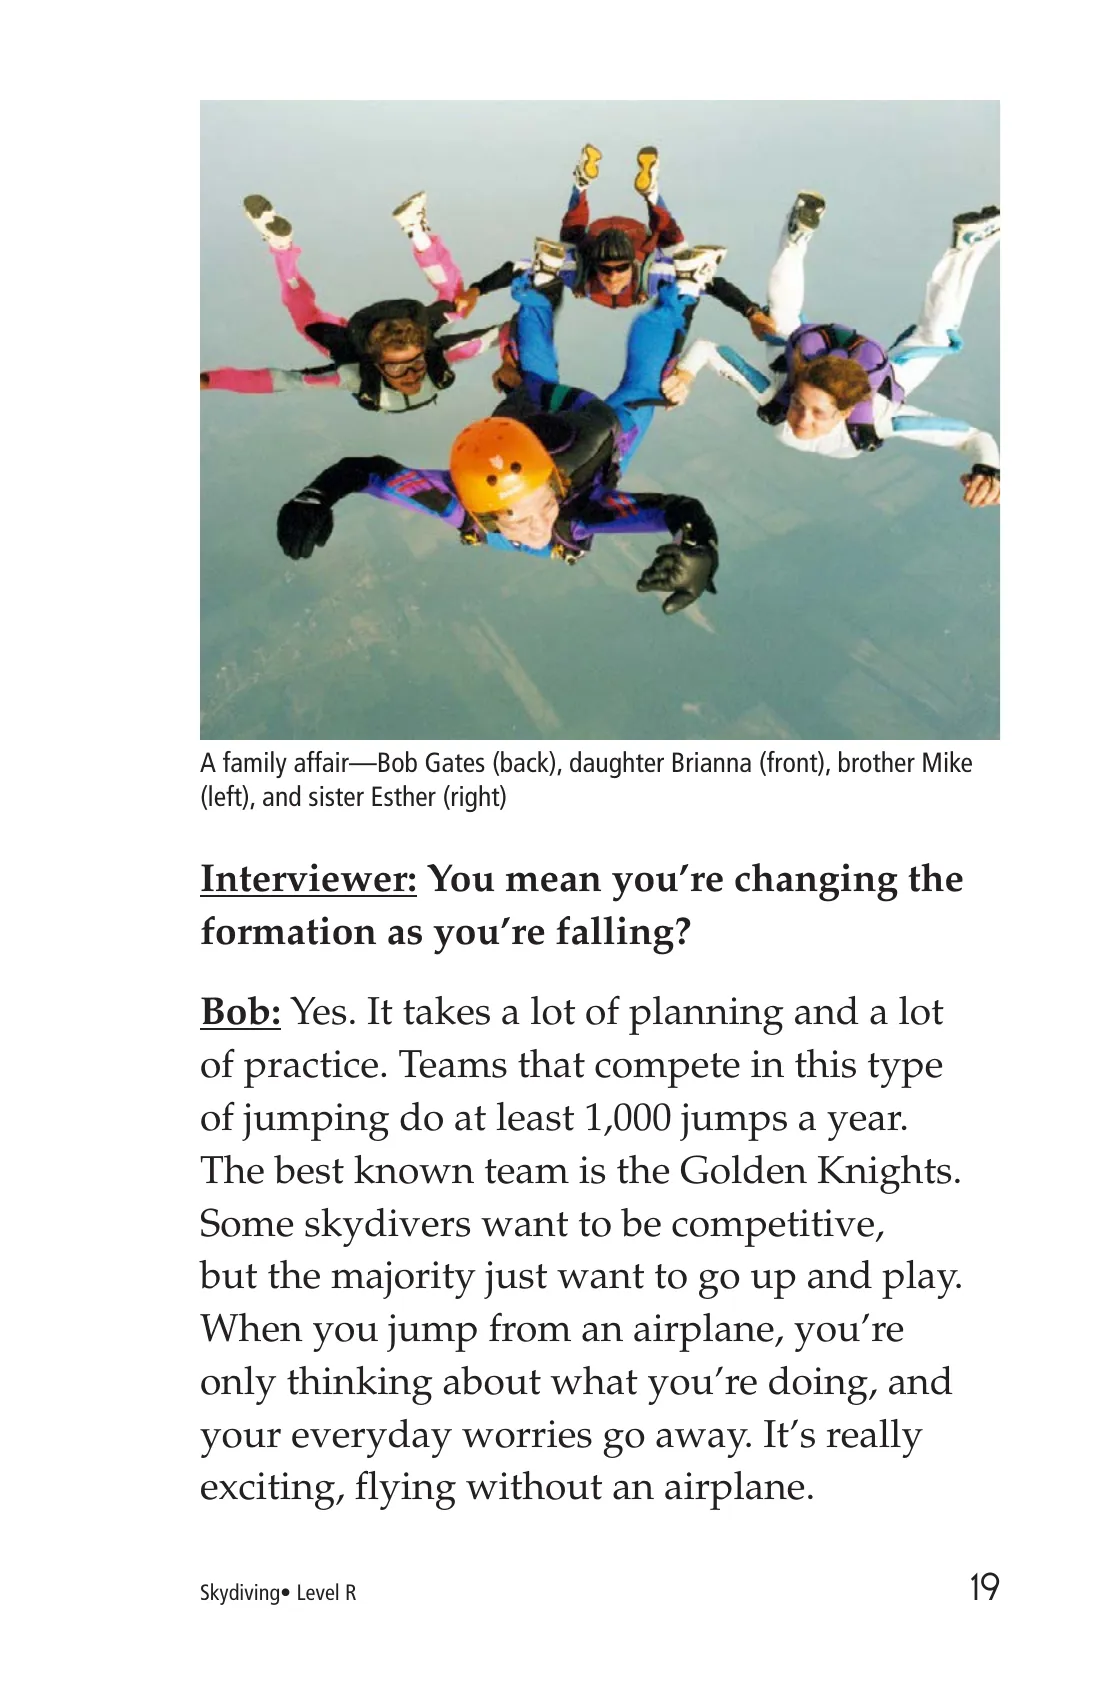 A family affair—Bob Gates (back), daughter Brianna (front), brother Mike
(left), and sister Esther (right)
Interviewer: You mean you’re changing the
formation as you’re falling?
Bob: Yes. It takes a lot of planning and a lot
of practice. Teams that compete in this type
of jumping do at least 1,000 jumps a year.
The best known team is the Golden Knights.
Some skydivers want to be competitive,
but the majority just want to go up and play.
When you jump from an airplane, you’re
only thinking about what you’re doing, and
your everyday worries go away. It’s really
exciting, flying without an airplane.
Skydiving• Level R
19